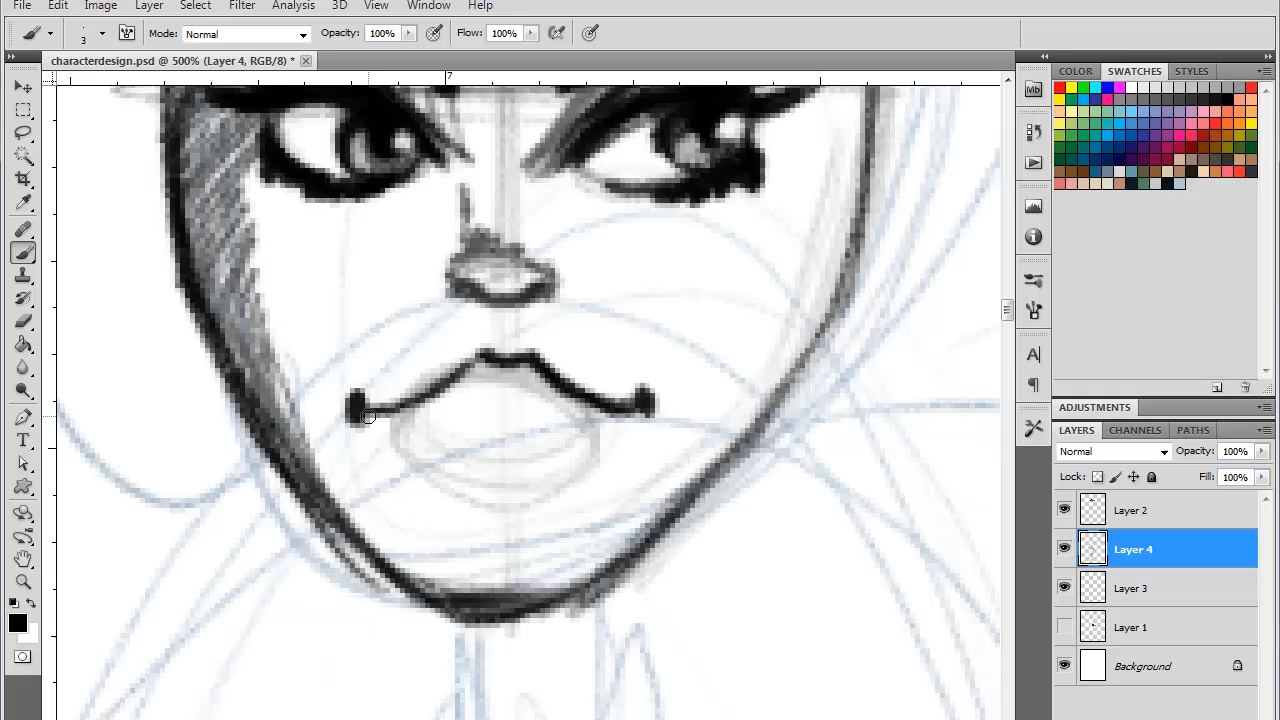 File Edit Image Layer Select Filter Analysis 3D View Window Help
3 Mode: Normal Opacity: 100% Flow: 100%
characterdesign.psd @ 500% (Layer 4, RGB/8) *
7
COLOR SWATCHES STYLES
Mb
A
ADJUSTMENTS
LAYERS CHANNELS PATHS
Normal Opacity: 100%
Lock: Fill: 100%
Layer 2
Layer 4
Layer 3
Layer 1
Background